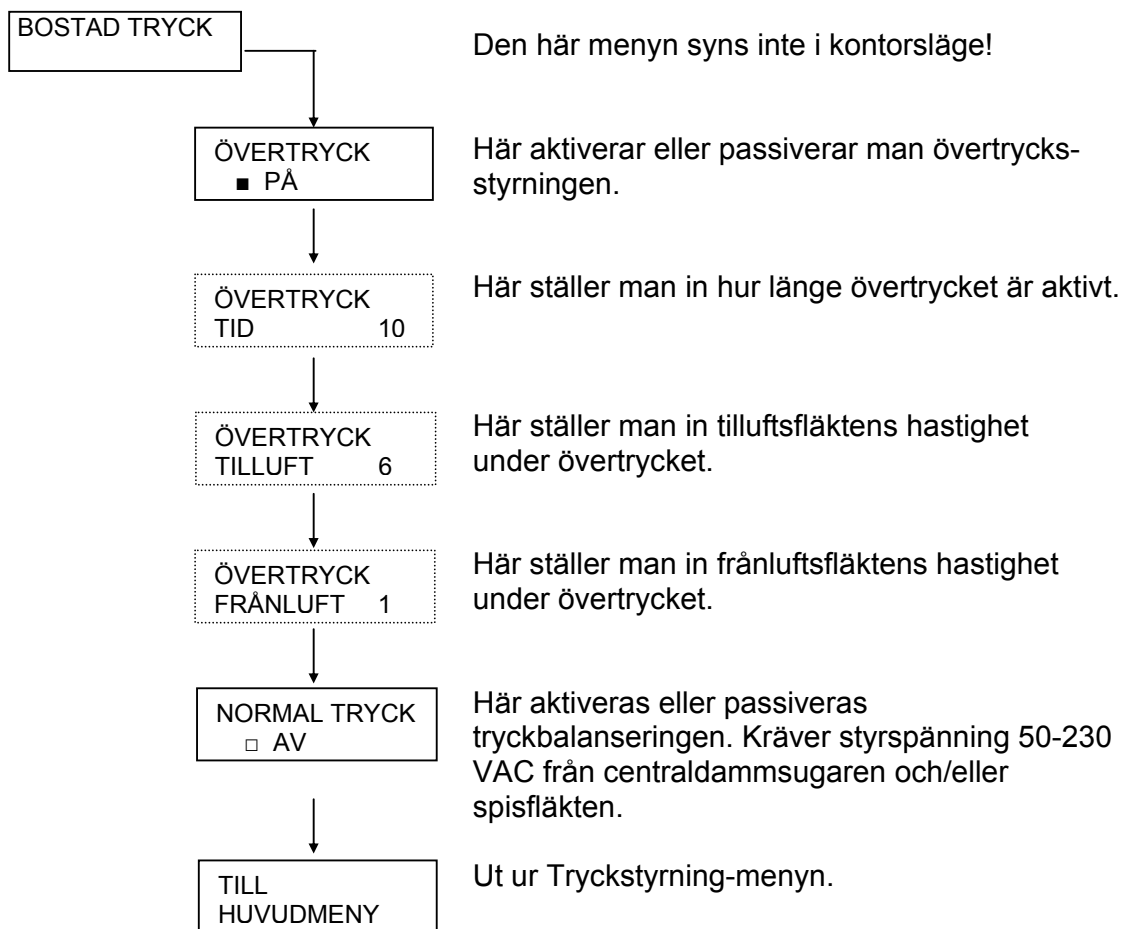 BOSTAD TRYCK
Den här menyn syns inte i kontorsläge!
ÖVERTRYCK
■ PÅ
Här aktiverar eller passiverar man övertrycks-
styrningen.
ÖVERTRYCK
TID 10
Här ställer man in hur länge övertrycket är aktivt.
ÖVERTRYCK
TILLUFT 6
Här ställer man in tilluftsfläktens hastighet
under övertrycket.
ÖVERTRYCK
FRÅNLUFT 1
Här ställer man in frånluftsfläktens hastighet
under övertrycket.
NORMAL TRYCK
□ AV
Här aktiveras eller passiveras
tryckbalanseringen. Kräver styrspänning 50-230
VAC från centraldammsugaren och/eller
spisfläkten.
TILL
HUVUDMENY
Ut ur Tryckstyrning-menyn.